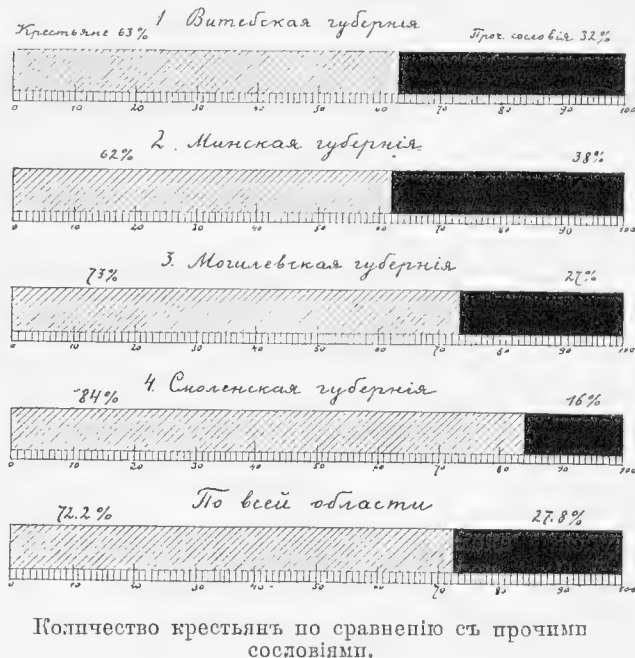 1 Витебская губернія
Крестьяне 63% Проч. сословія 32%
0 10 20 30 40 50 60 70 80 90 100
2. Минская губернія
62% 38%
0 10 20 30 40 50 60 70 80 90 100
3. Могилевская губернія
73% 27%
0 10 20 30 40 50 60 70 80 90 100
4. Смоленская губернія
84% 16%
0 10 20 30 40 50 60 70 80 90 100
По всей области
72.2% 27.8%
0 10 20 30 40 50 60 70 80 90 100
Количество крестьянъ по сравненію съ прочими
сословіями.